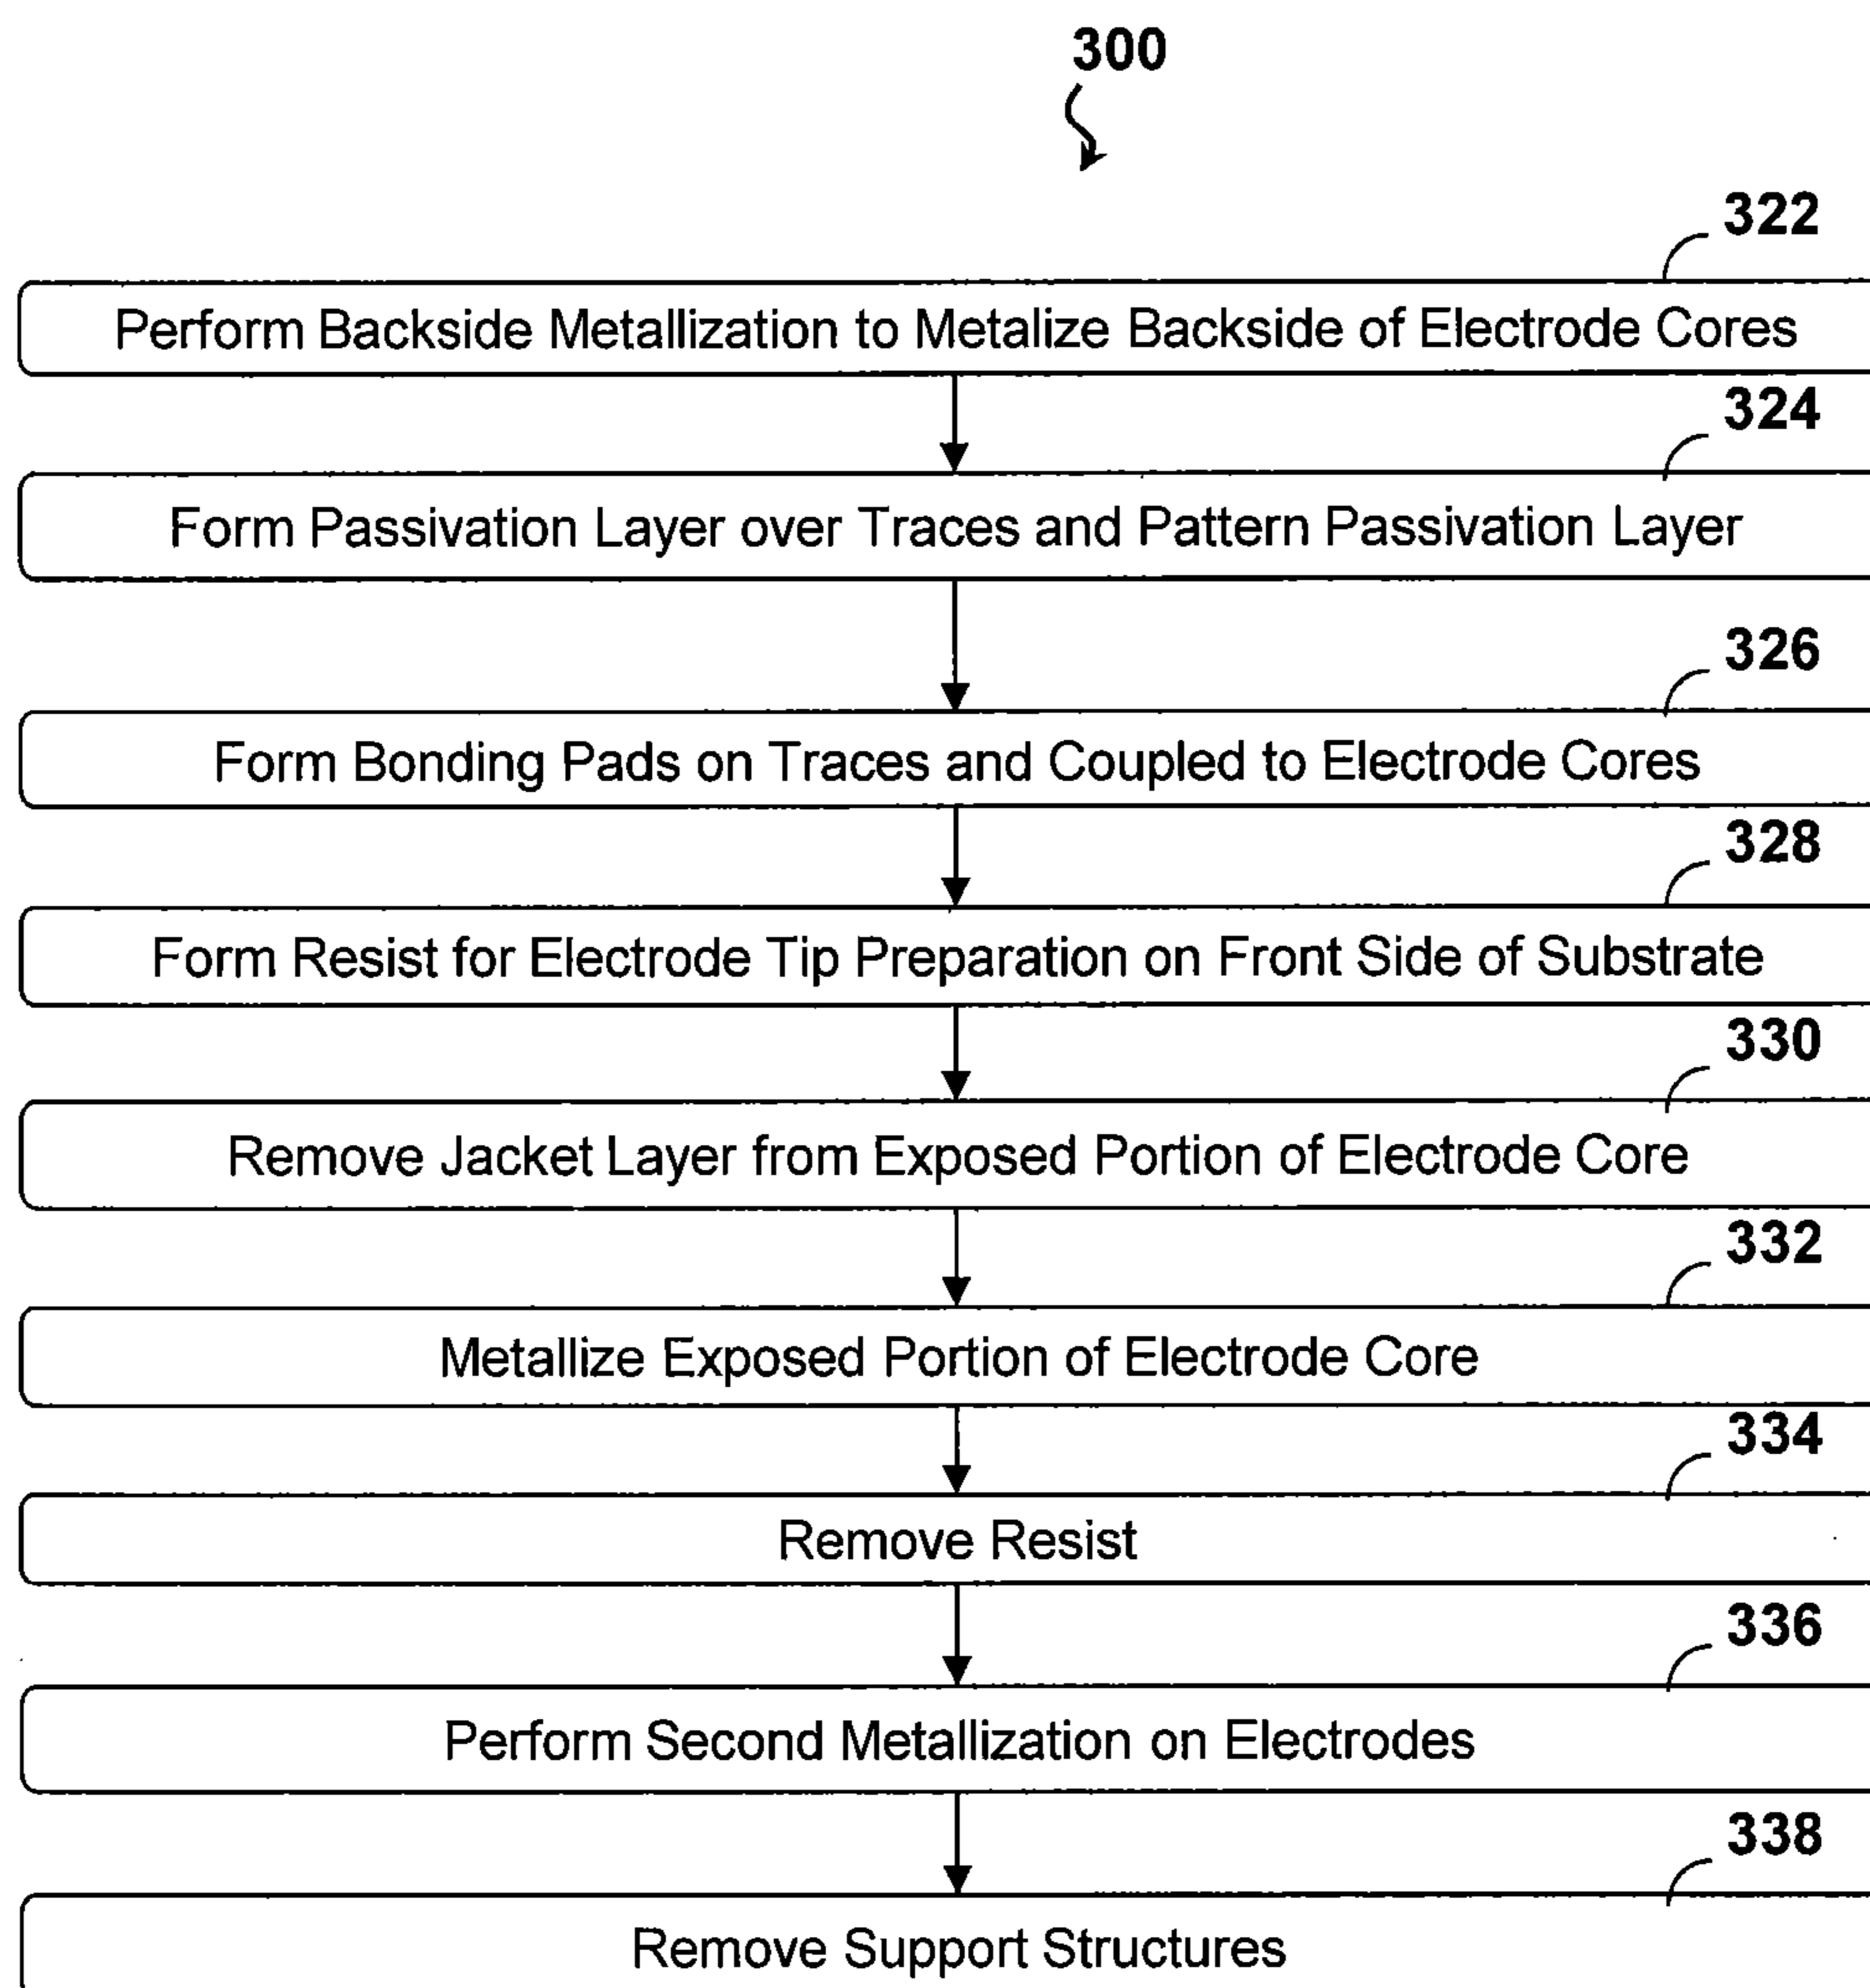 300
322
Perform Backside Metallization to Metalize Backside of Electrode Cores
324
Form Passivation Layer over Traces and Pattern Passivation Layer
326
Form Bonding Pads on Traces and Coupled to Electrode Cores
328
Form Resist for Electrode Tip Preparation on Front Side of Substrate
330
Remove Jacket Layer from Exposed Portion of Electrode Core
332
Metallize Exposed Portion of Electrode Core
334
Remove Resist
336
Perform Second Metallization on Electrodes
338
Remove Support Structures